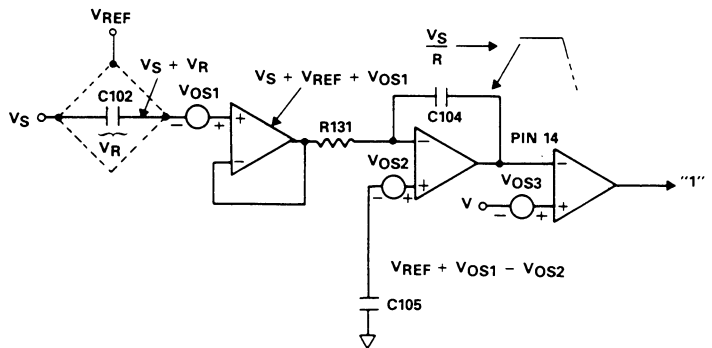 VREF
VS + VR
VS + VREF + VOS1
VS
R
C102
VOS1
C104
VS
VR
R131
PIN 14
VOS2
VOS3
"1"
V
VREF + VOS1 – VOS2
C105
+
−
−
+
−
+
−
+
−
+
−
+